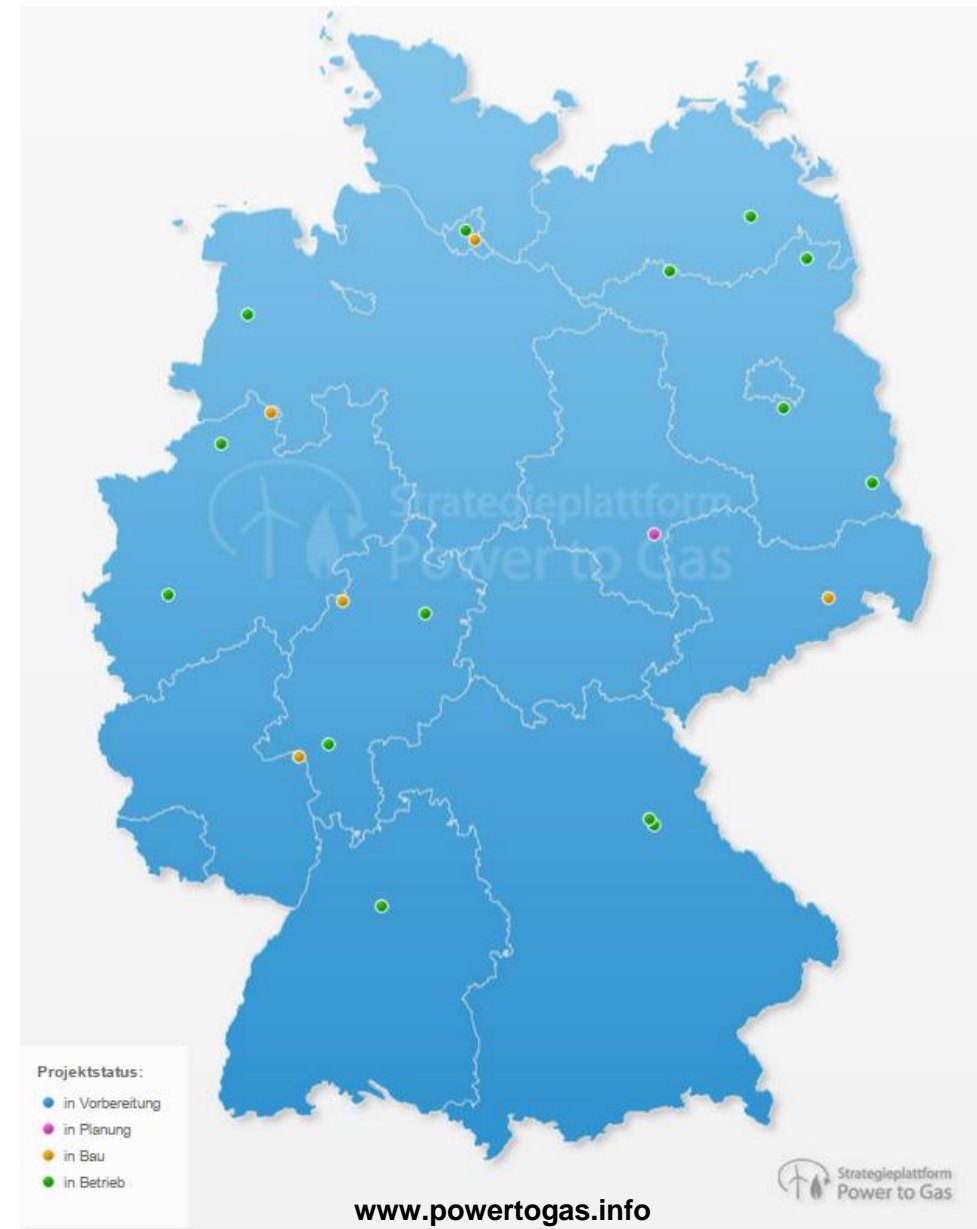 Strategieplattform
Power to Gas
Projektstatus:
in Vorbereitung
in Planung
in Bau
in Betrieb
Strategieplattform
Power to Gas
www.powertogas.info